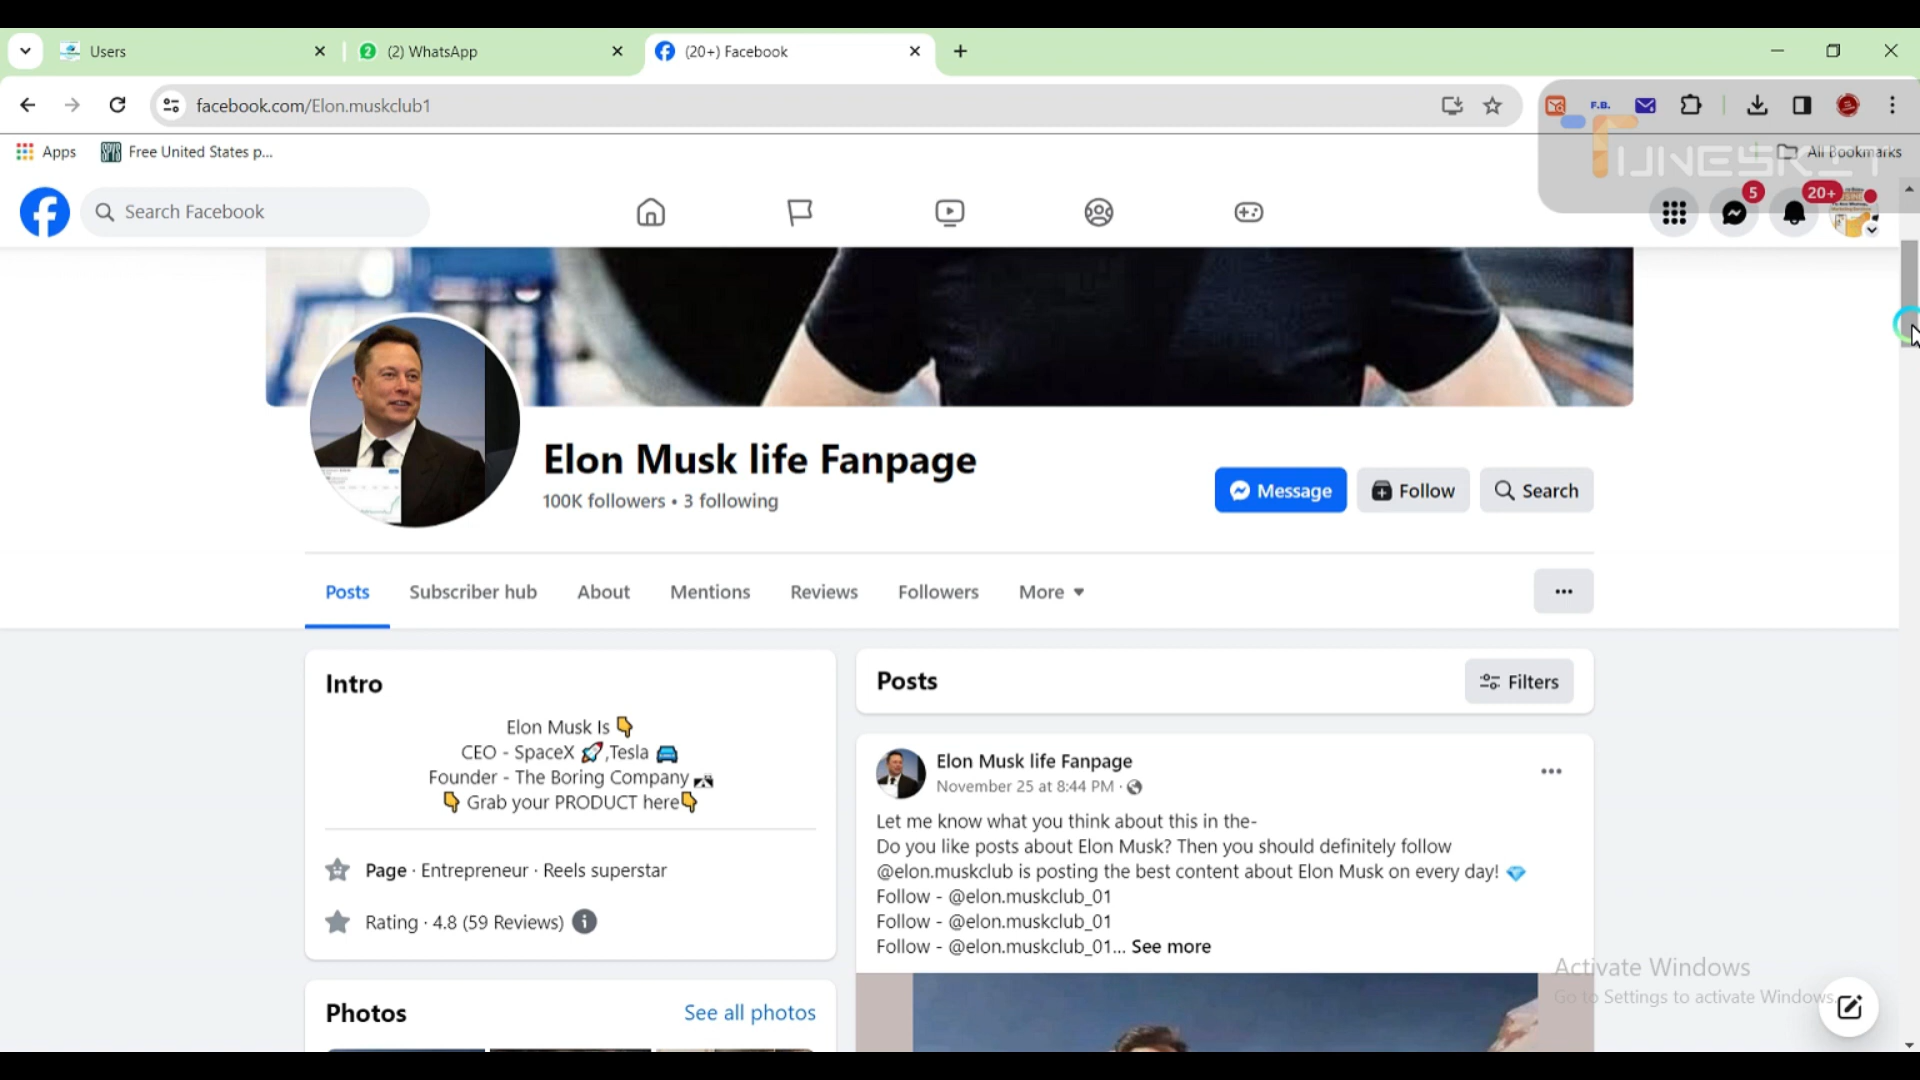 Users
(2) WhatsApp
(20+) Facebook
facebook.com/Elon.muskclub1
F.B.
Apps
Free United States p...
All Bookmarks
TUNESKIT
Search Facebook
5
20+
Elon Musk life Fanpage
100K followers • 3 following
Message
Follow
Search
Posts
Subscriber hub
About
Mentions
Reviews
Followers
More
Intro
Elon Musk Is 👇
CEO - SpaceX 🚀,Tesla 🚘
Founder - The Boring Company 🛤
👇 Grab your PRODUCT here👇
Page · Entrepreneur · Reels superstar
Rating · 4.8 (59 Reviews)
Photos
See all photos
Posts
Filters
Elon Musk life Fanpage
November 25 at 8:44 PM ·
Let me know what you think about this in the-
Do you like posts about Elon Musk? Then you should definitely follow
@elon.muskclub is posting the best content about Elon Musk on every day! 💎
Follow - @elon.muskclub_01
Follow - @elon.muskclub_01
Follow - @elon.muskclub_01... See more
Activate Windows
Go to Settings to activate Windows.